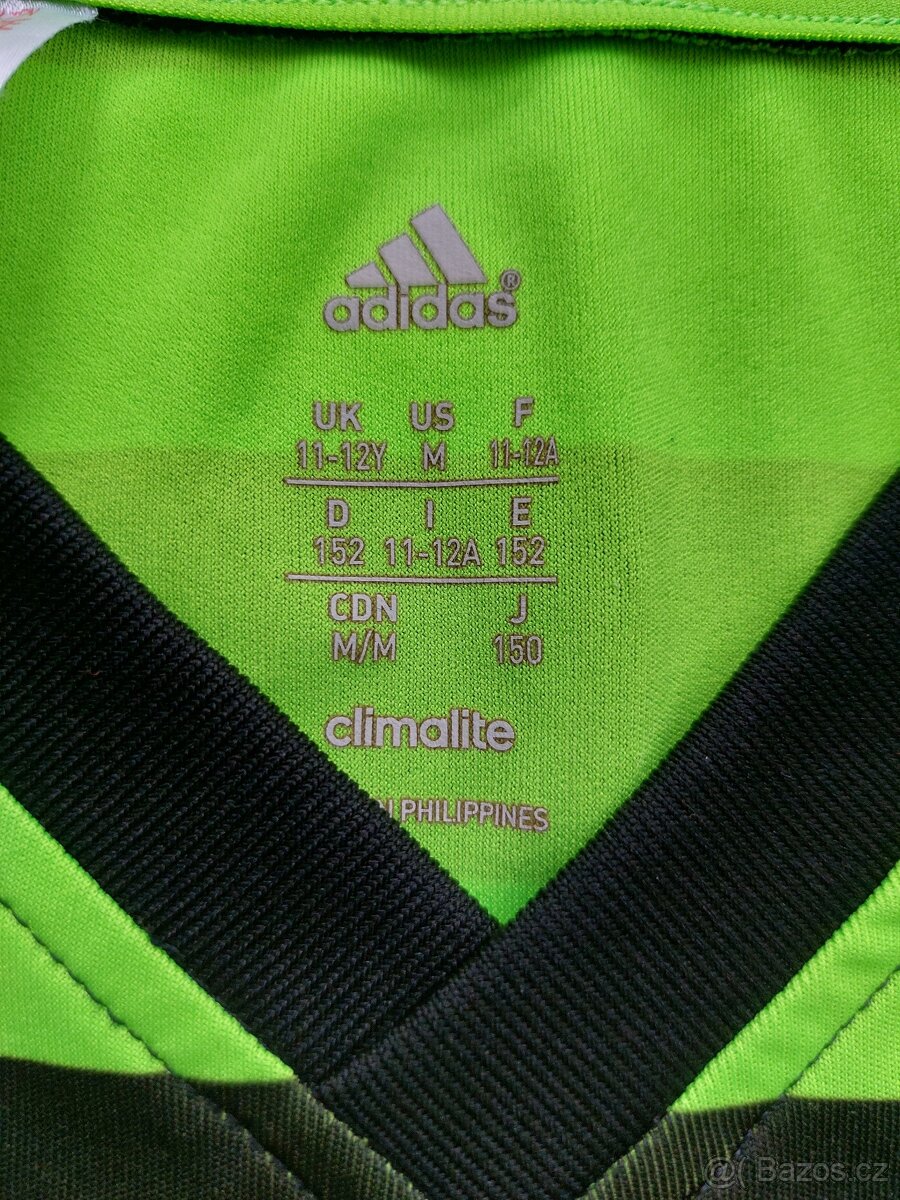 adidas®
UK US F
11-12Y M 11-12A
D I E
152 11-12A 152
CDN J
M/M 150
climalite
PHILIPPINES
@ Bazos.cz